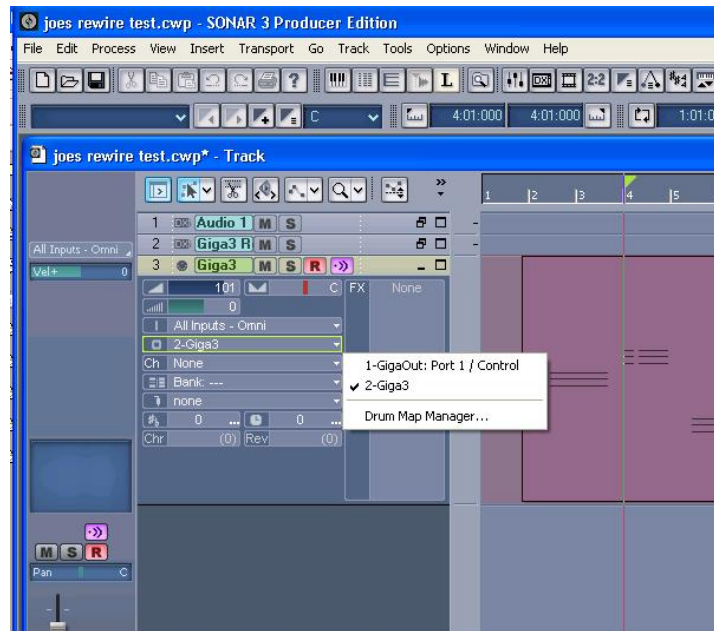 joes rewire test.cwp - SONAR 3 Producer Edition
File Edit Process View Insert Transport Go Track Tools Options Window Help
L 2:2
C 4:01:000 4:01:000 1:01:0
joes rewire test.cwp* - Track
1 2 3 4 5
1 Audio 1 M S
All Inputs - Omni 2 Giga3 R M S
Vel+ 0 3 Giga3 M S R
101 C FX None
0
All Inputs - Omni
2-Giga3
Ch None 1-GigaOut: Port 1 / Control
Bank: --- 2-Giga3
none Drum Map Manager...
0 ... 0 ...
Chr (0) Rev (0)
M S R
Pan C